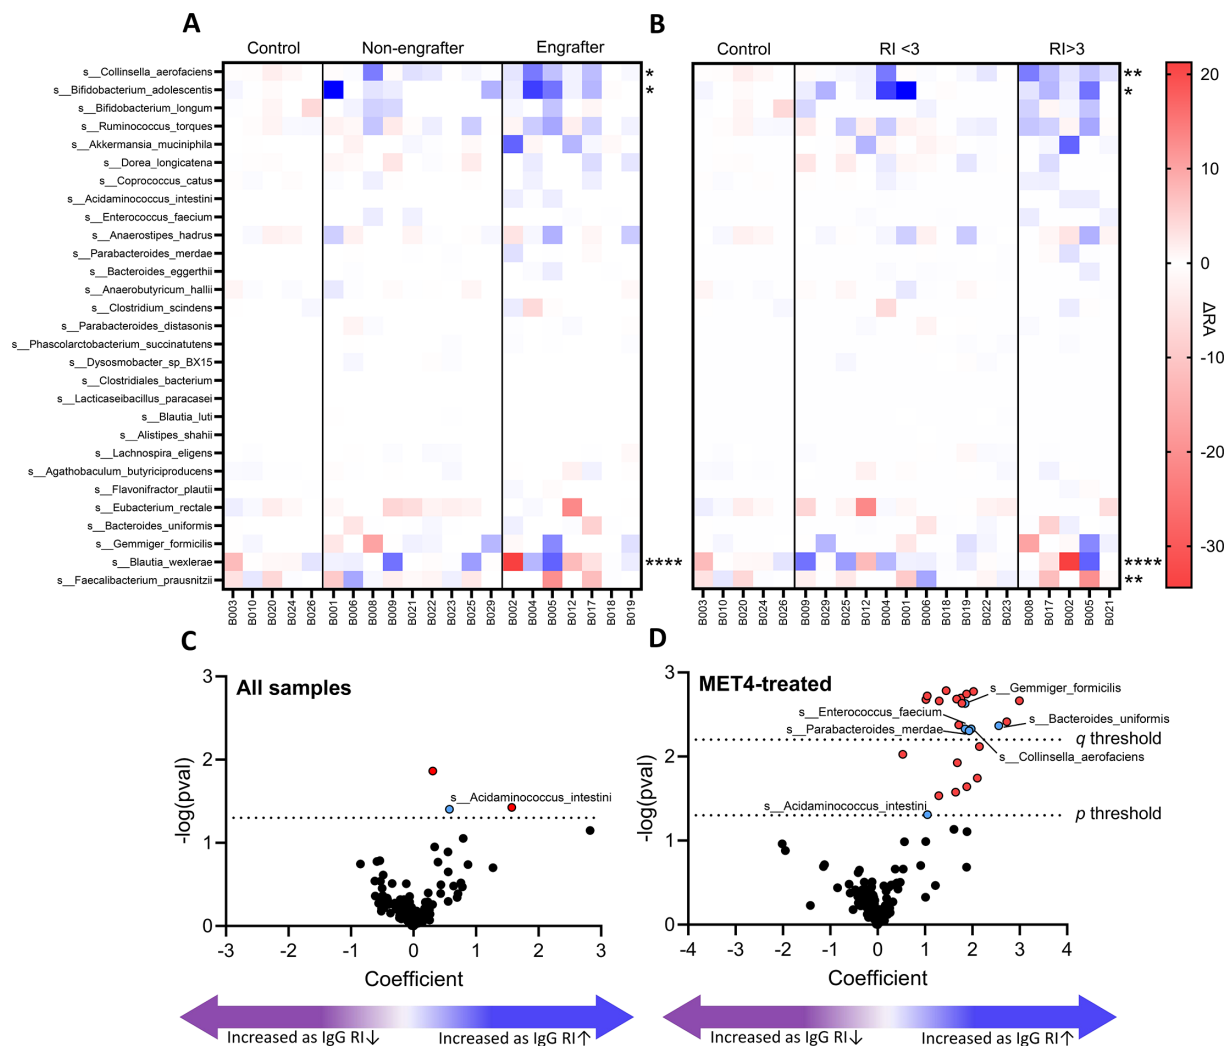 A
B
Control
Non-engrafter
Engrafter
Control
RI <3
RI>3
s__Collinsella_aerofaciens
s__Bifidobacterium_adolescentis
s__Bifidobacterium_longum
s__Ruminococcus_torques
s__Akkermansia_muciniphila
s__Dorea_longicatena
s__Coprococcus_catus
s__Acidaminococcus_intestini
s__Enterococcus_faecium
s__Anaerostipes_hadrus
s__Parabacteroides_merdae
s__Bacteroides_eggerthii
s__Anaerobutyricum_hallii
s__Clostridium_scindens
s__Parabacteroides_distasonis
s__Phascolarctobacterium_succinatutens
s__Dysosmobacter_sp_BX15
s__Clostridiales_bacterium
s__Lacticaseibacillus_paracasei
s__Blautia_luti
s__Alistipes_shahii
s__Lachnospira_eligens
s__Agathobaculum_butyriciproducens
s__Flavonifractor_plautii
s__Eubacterium_rectale
s__Bacteroides_uniformis
s__Gemmiger_formicilis
s__Blautia_wexlerae
s__Faecalibacterium_prausnitzii
*
*
****
**
*
****
**
20
10
0
-10
-20
-30
ΔRA
B003 B010 B020 B024 B026 B001 B006 B008 B009 B021 B022 B023 B025 B029 B002 B004 B005 B012 B017 B018 B019
B003 B010 B020 B024 B026 B009 B029 B025 B012 B004 B001 B006 B018 B019 B022 B023 B008 B017 B002 B005 B021
C
All samples
3
2
1
0
-log(pval)
s__Acidaminococcus_intestini
-3 -2 -1 0 1 2 3
Coefficient
Increased as IgG RI↓
Increased as IgG RI↑
D
MET4-treated
3
2
1
0
-log(pval)
s__Gemmiger_formicilis
s__Enterococcus_faecium
s__Bacteroides_uniformis
s__Parabacteroides_merdae
q threshold
s__Collinsella_aerofaciens
s__Acidaminococcus_intestini
p threshold
-4 -3 -2 -1 0 1 2 3 4
Coefficient
Increased as IgG RI↓
Increased as IgG RI↑